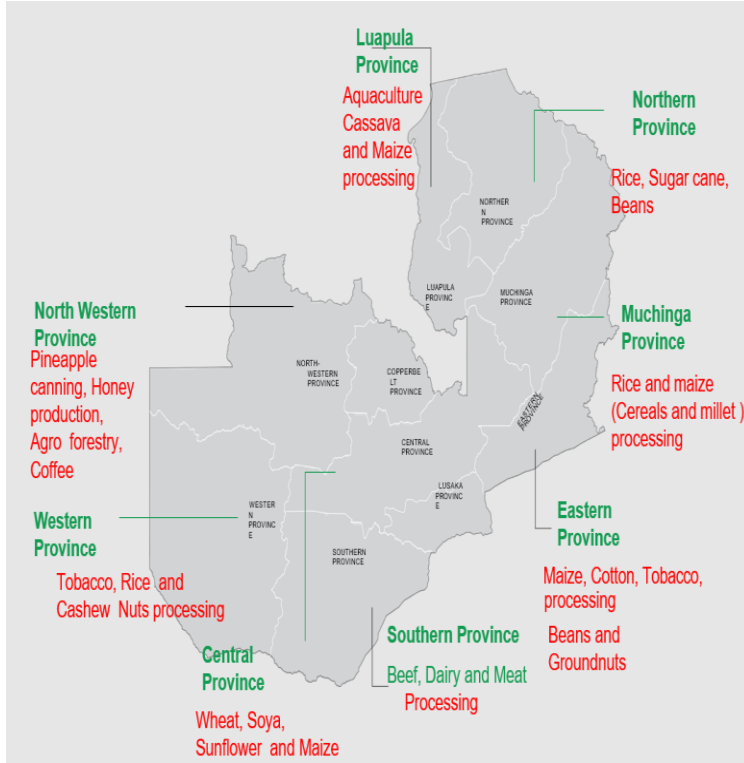 Luapula
Province
Aquaculture
Cassava
and Maize
processing
Northern
Province
Rice, Sugar cane,
Beans
NORTHER
N
PROVINCE
LUAPULA
PROVINC
E
MUCHINGA
PROVINCE
North Western
Province
Pineapple
canning, Honey
production,
Agro forestry,
Coffee
Muchinga
Province
Rice and maize
(Cereals and millet )
processing
NORTH-
WESTERN
PROVINCE
COPPERBE
LT
PROVINCE
EASTERN
PROVINCE
CENTRAL
PROVINCE
LUSAKA
PROVINC
E
WESTER
N
PROVINC
E
SOUTHERN
PROVINCE
Western
Province
Tobacco, Rice and
Cashew Nuts processing
Eastern
Province
Maize, Cotton, Tobacco,
processing
Beans and
Groundnuts
Central
Province
Wheat, Soya,
Sunflower and Maize
Southern Province
Beef, Dairy and Meat
Processing